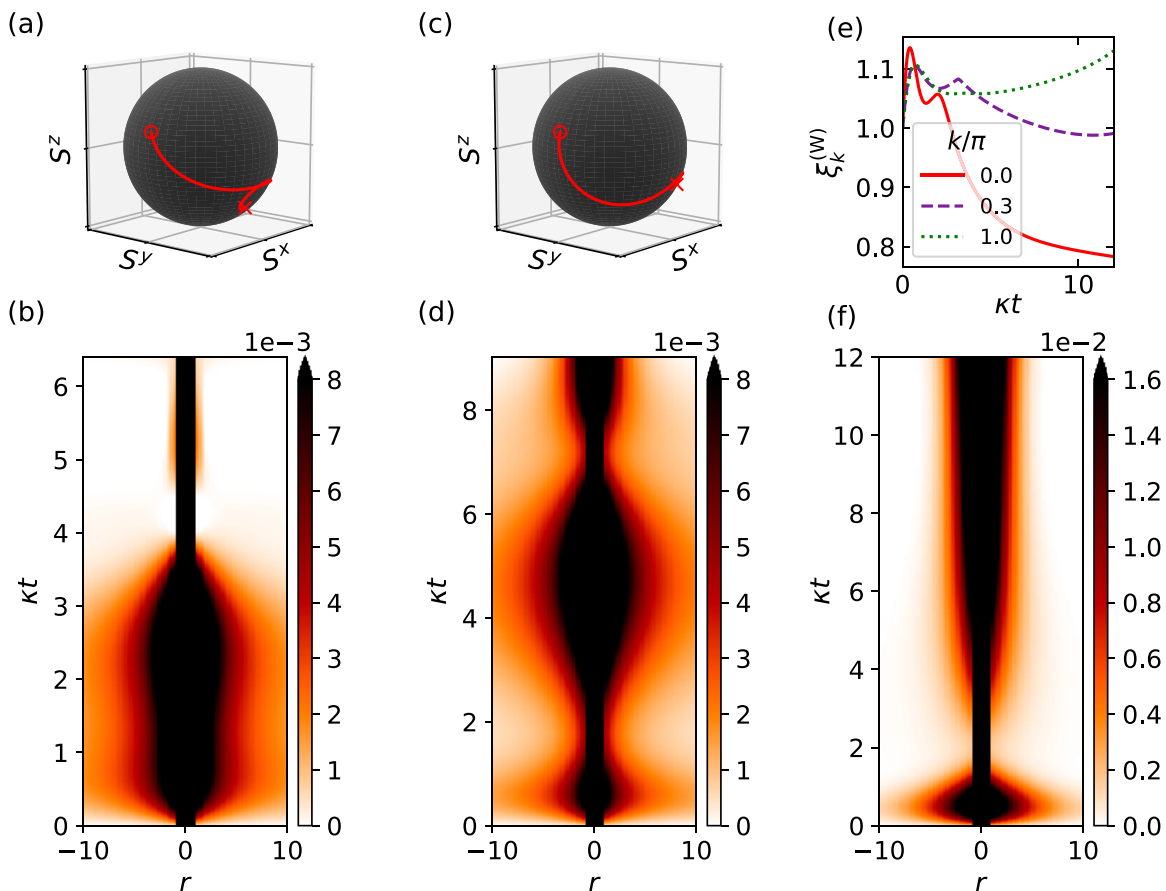 (a)
S^z
S^y
S^x
(c)
S^z
S^y
S^x
(e)
ξ_k^(W)
1.1
1.0
0.9
0.8
k/π
0.0
0.3
1.0
0 10
κt
(b)
1e−3
κt
6
5
4
3
2
1
0
8
7
6
5
4
3
2
1
0
−10 0 10
r
(d)
1e−3
κt
8
6
4
2
0
8
7
6
5
4
3
2
1
0
−10 0 10
r
(f)
1e−2
κt
12
10
8
6
4
2
0
1.6
1.4
1.2
1.0
0.8
0.6
0.4
0.2
0.0
−10 0 10
r